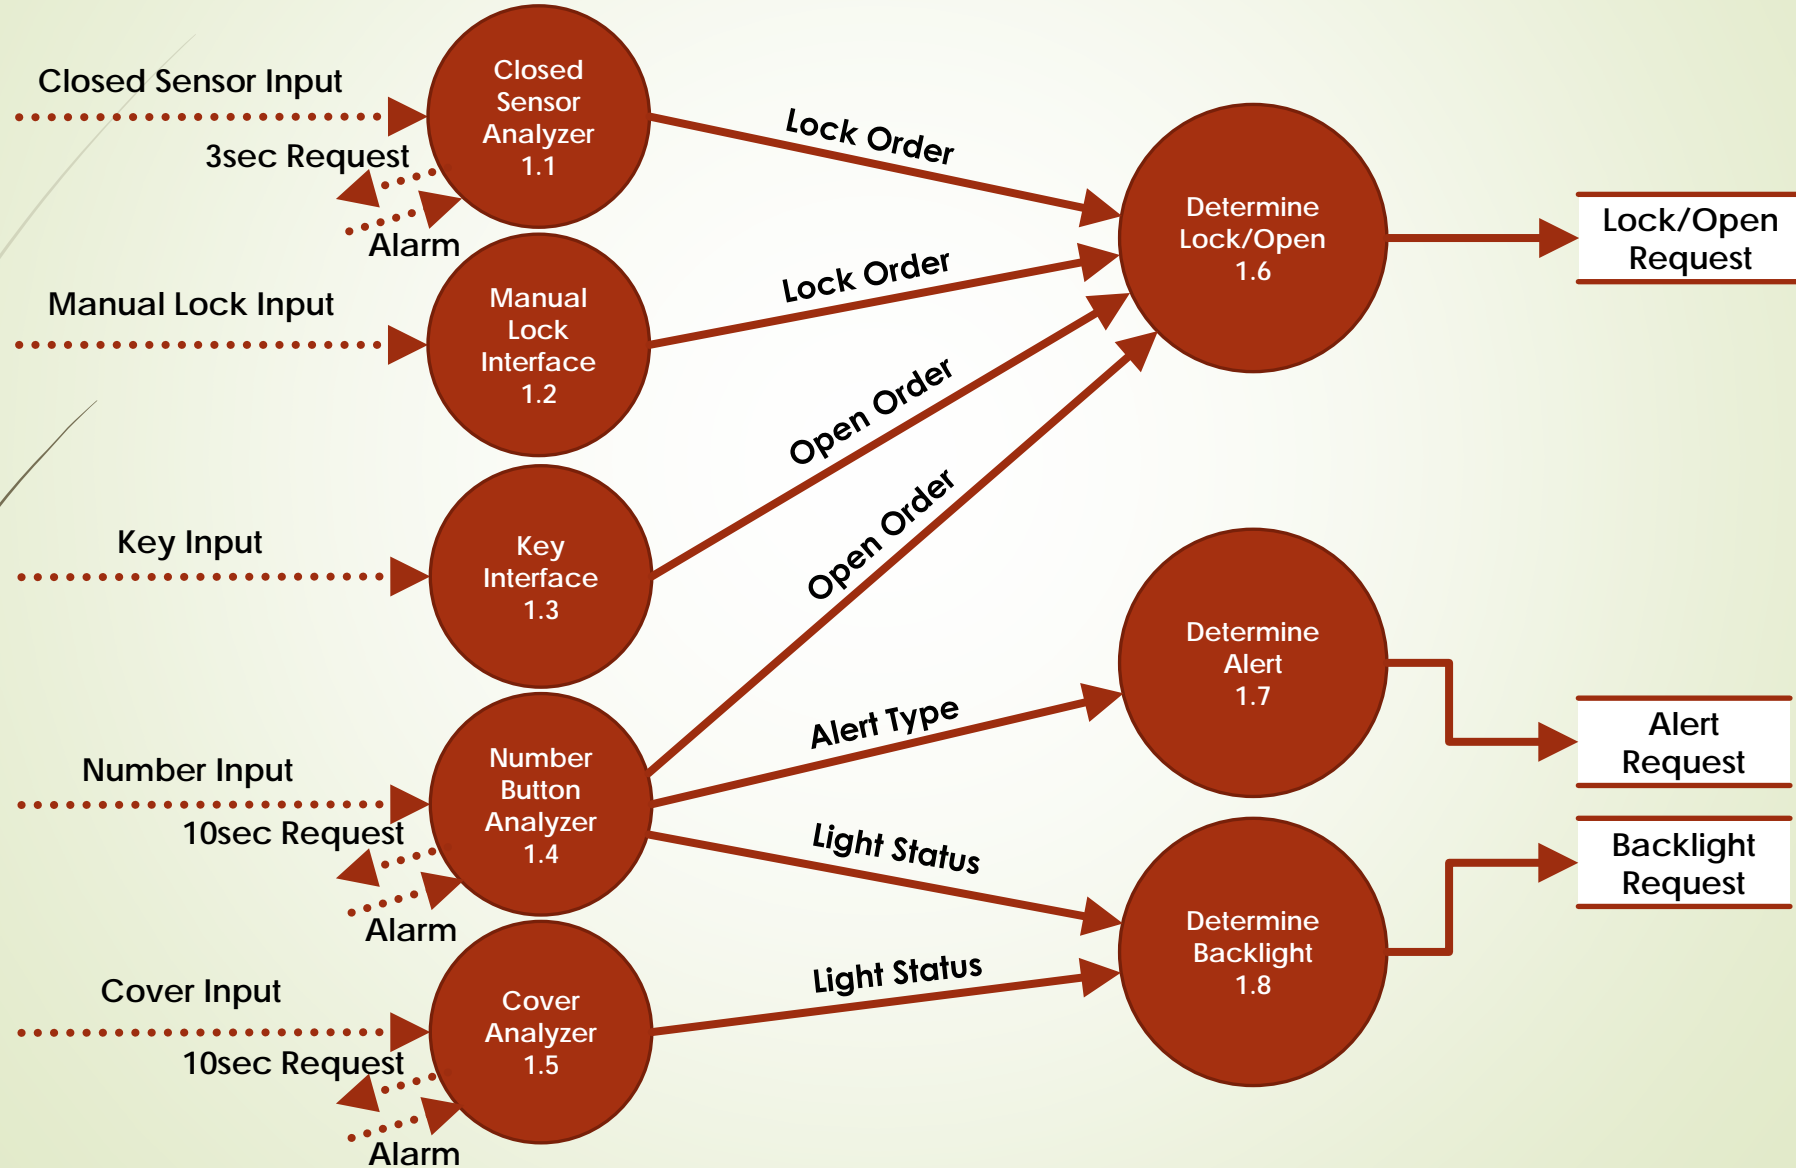 Closed Sensor Input
3sec Request
Alarm
Closed
Sensor
Analyzer
1.1
Lock Order
Manual Lock Input
Manual
Lock
Interface
1.2
Lock Order
Key Input
Key
Interface
1.3
Open Order
Number Input
10sec Request
Alarm
Number
Button
Analyzer
1.4
Open Order
Alert Type
Light Status
Cover Input
10sec Request
Alarm
Cover
Analyzer
1.5
Light Status
Determine
Lock/Open
1.6
Lock/Open
Request
Determine
Alert
1.7
Alert
Request
Determine
Backlight
1.8
Backlight
Request